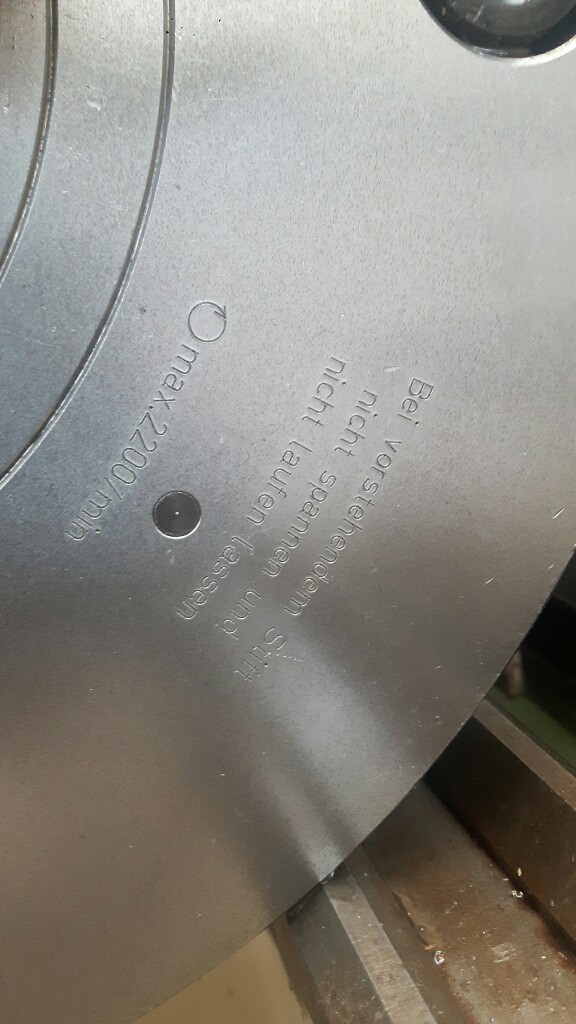 Bei vorstehendem Stift
nicht spannen und
nicht laufen lassen
max.2200/min